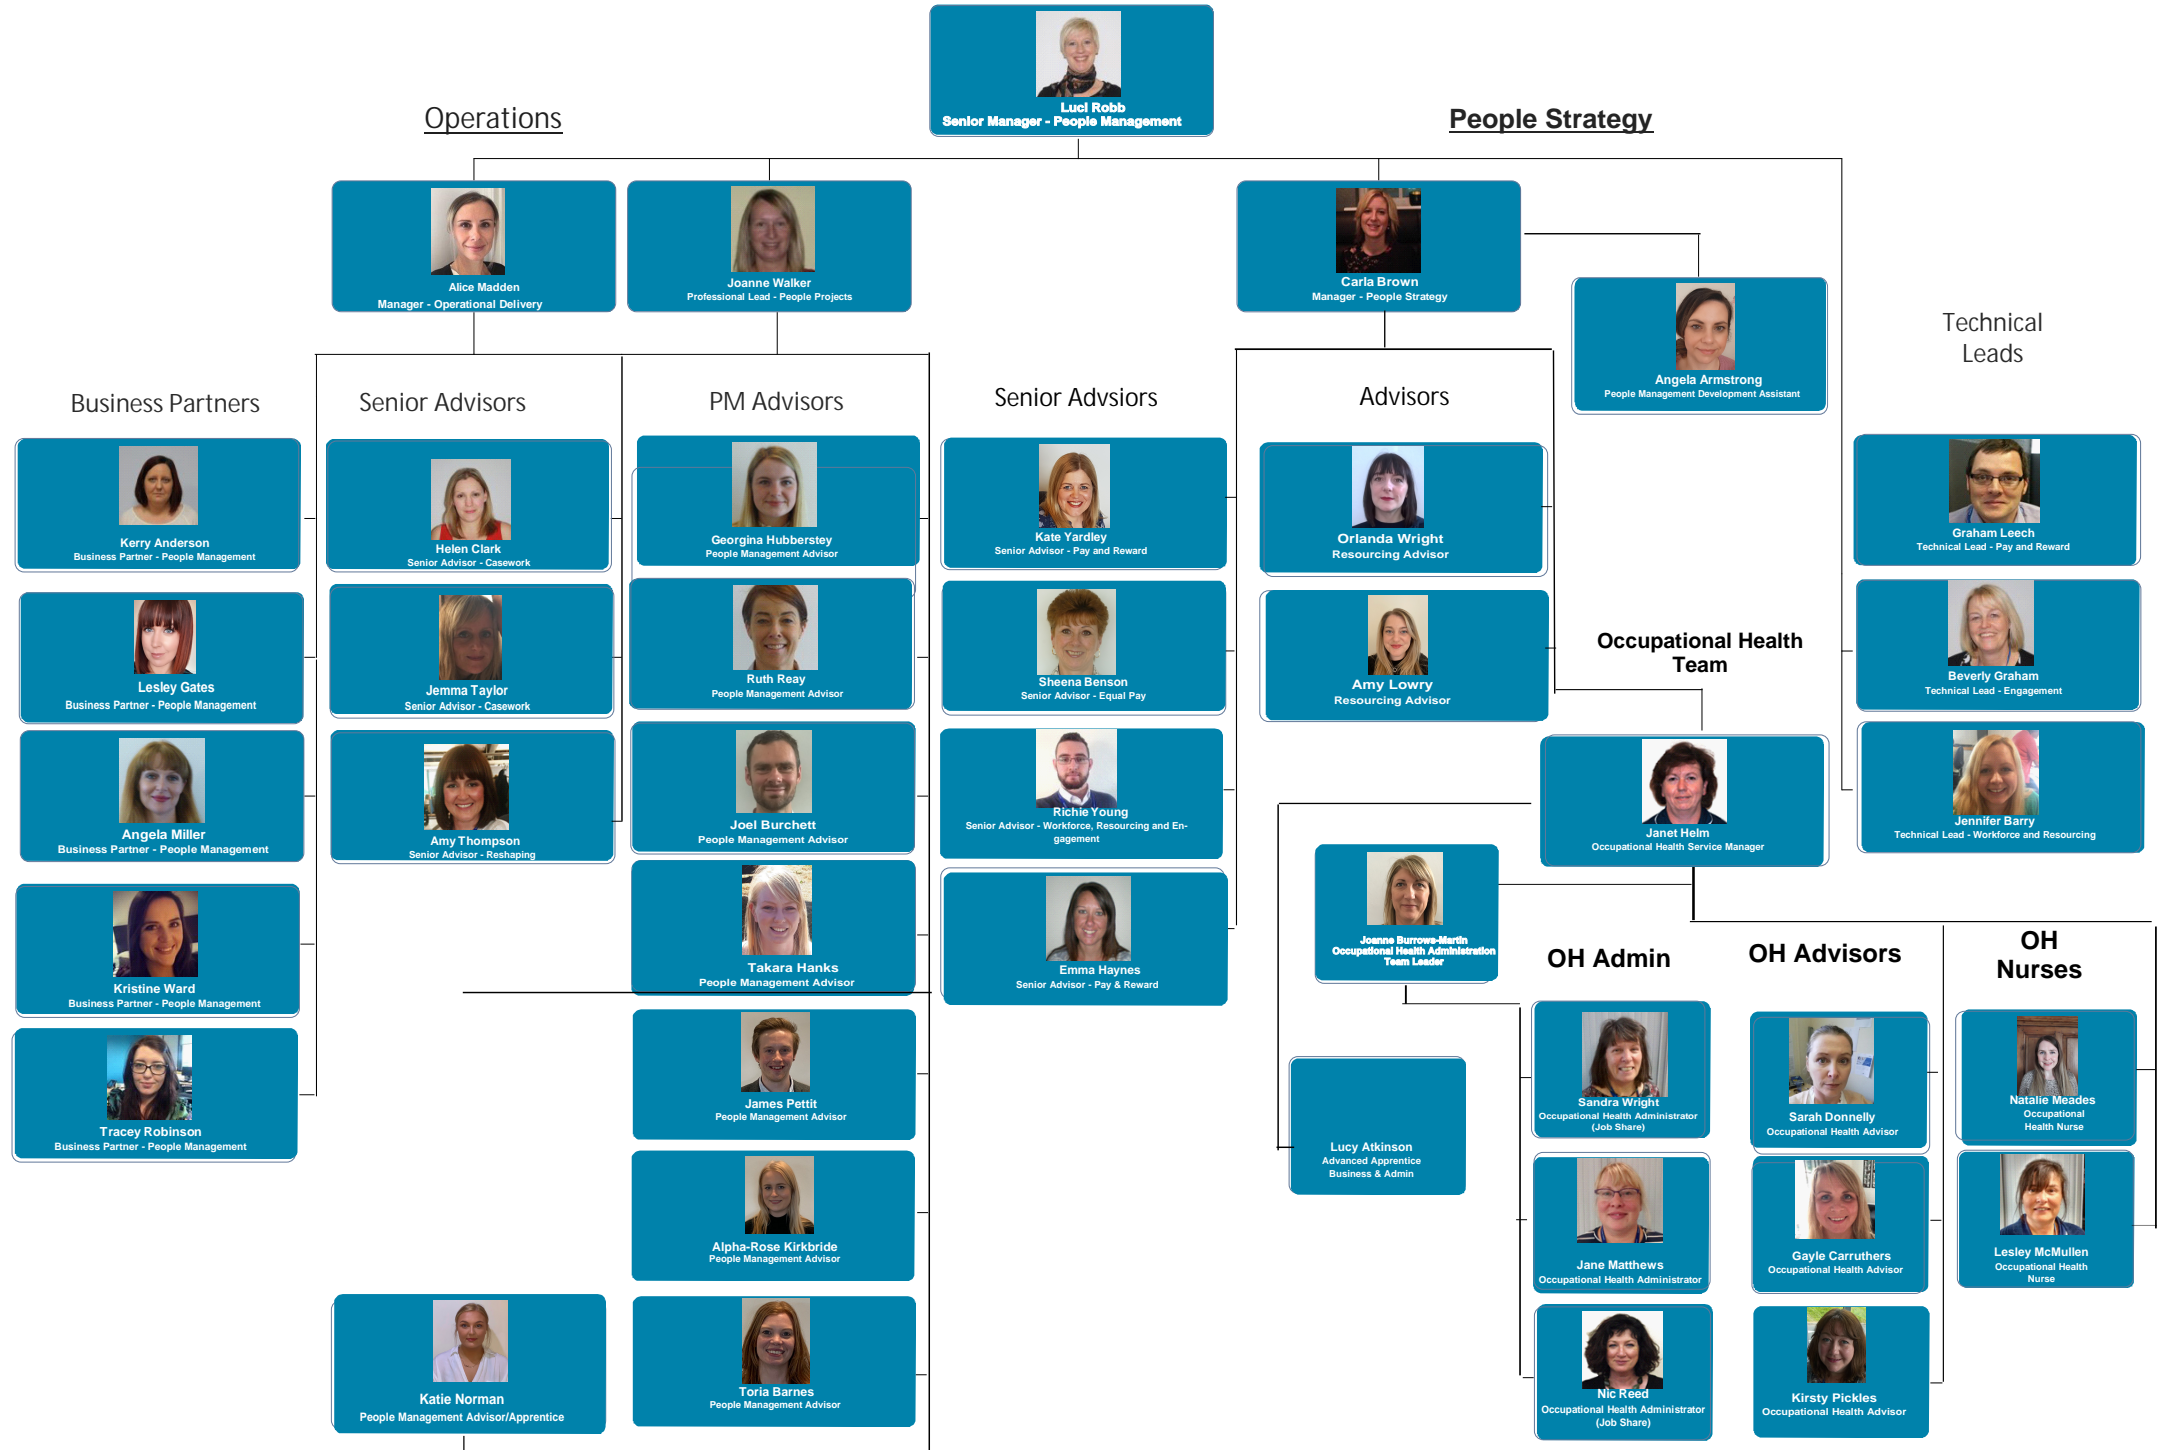 Luci Robb
Senior Manager - People Management
Operations
People Strategy
Alice Madden
Manager - Operational Delivery
Joanne Walker
Professional Lead - People Projects
Carla Brown
Manager - People Strategy
Angela Armstrong
People Management Development Assistant
Technical
Leads
Business Partners
Senior Advisors
PM Advisors
Senior Advsiors
Advisors
Kerry Anderson
Business Partner - People Management
Lesley Gates
Business Partner - People Management
Angela Miller
Business Partner - People Management
Kristine Ward
Business Partner - People Management
Tracey Robinson
Business Partner - People Management
Helen Clark
Senior Advisor - Casework
Jemma Taylor
Senior Advisor - Casework
Amy Thompson
Senior Advisor - Reshaping
Katie Norman
People Management Advisor/Apprentice
Georgina Hubberstey
People Management Advisor
Ruth Reay
People Management Advisor
Joel Burchett
People Management Advisor
Takara Hanks
People Management Advisor
James Pettit
People Management Advisor
Alpha-Rose Kirkbride
People Management Advisor
Toria Barnes
People Management Advisor
Kate Yardley
Senior Advisor - Pay and Reward
Sheena Benson
Senior Advisor - Equal Pay
Richie Young
Senior Advisor - Workforce, Resourcing and En-
gagement
Emma Haynes
Senior Advisor - Pay & Reward
Orlanda Wright
Resourcing Advisor
Amy Lowry
Resourcing Advisor
Occupational Health
Team
Janet Helm
Occupational Health Service Manager
Joanne Burrows-Martin
Occupational Health Administration
Team Leader
Lucy Atkinson
Advanced Apprentice
Business & Admin
OH Admin
Sandra Wright
Occupational Health Administrator
(Job Share)
Jane Matthews
Occupational Health Administrator
Nic Reed
Occupational Health Administrator
(Job Share)
OH Advisors
Sarah Donnelly
Occupational Health Advisor
Gayle Carruthers
Occupational Health Advisor
Kirsty Pickles
Occupational Health Advisor
OH
Nurses
Natalie Meades
Occupational
Health Nurse
Lesley McMullen
Occupational Health
Nurse
Graham Leech
Technical Lead - Pay and Reward
Beverly Graham
Technical Lead - Engagement
Jennifer Barry
Technical Lead - Workforce and Resourcing